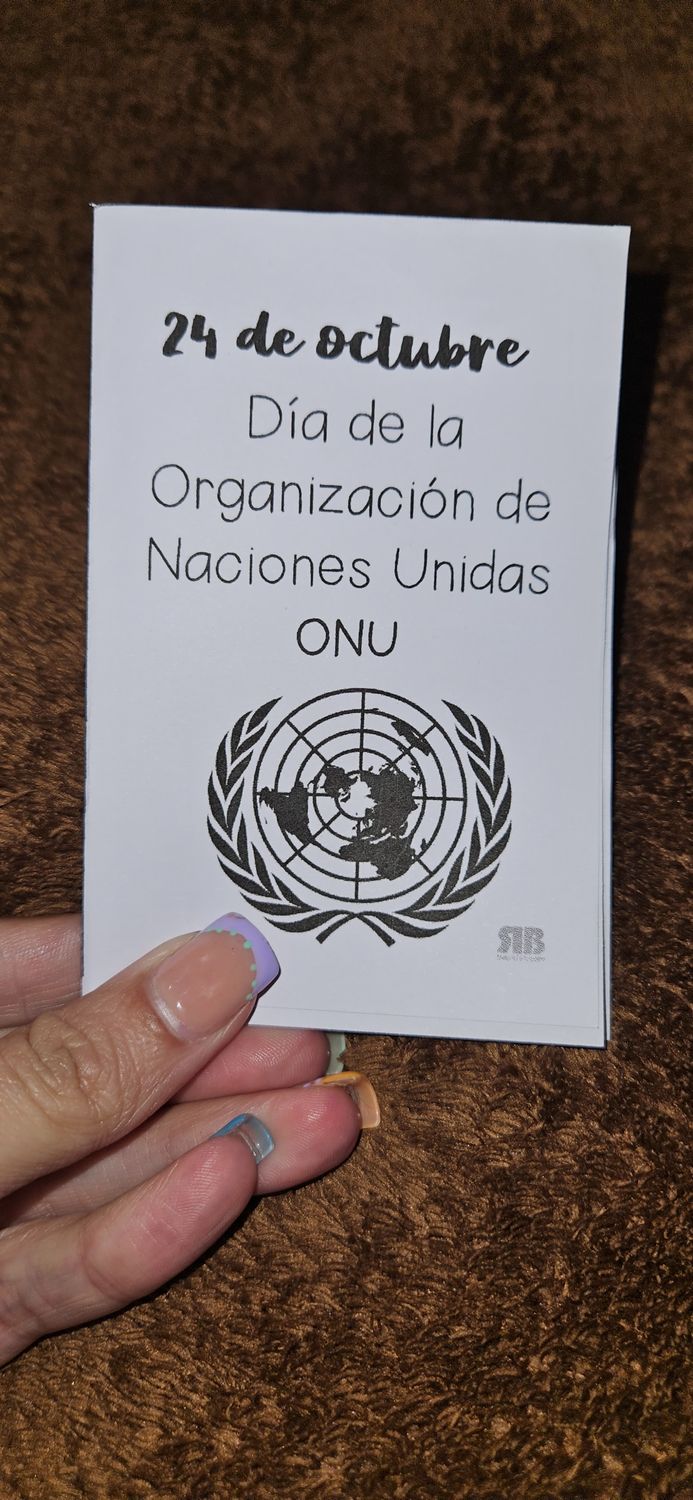 24 de octubre
Día de la
Organización de
Naciones Unidas
ONU